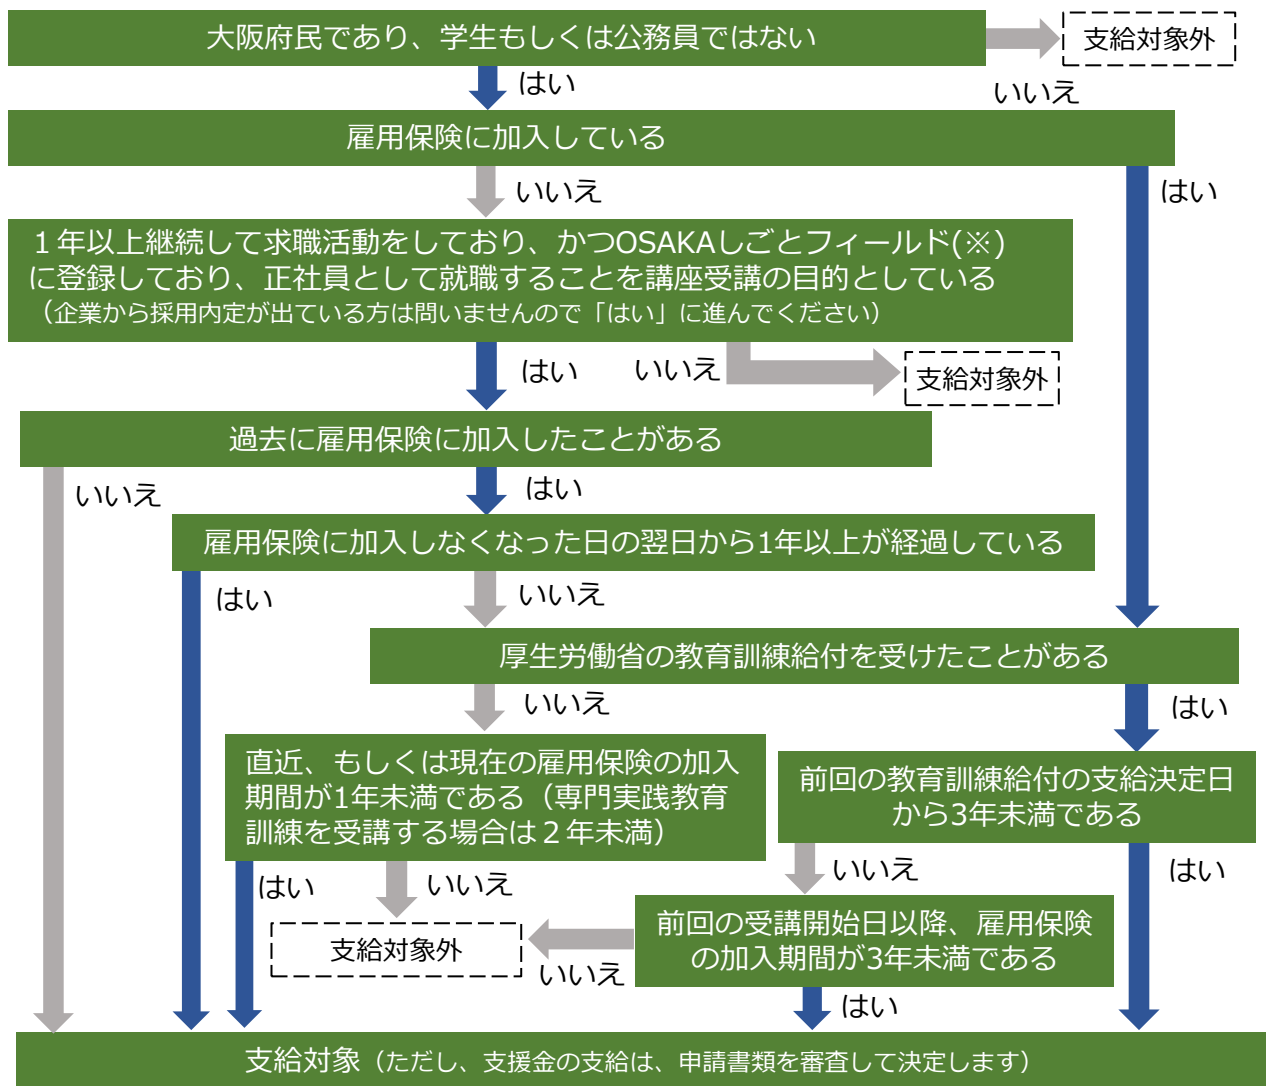 大阪府民であり、学生もしくは公務員ではない
支給対象外
はい
いいえ
雇用保険に加入している
いいえ
はい
１年以上継続して求職活動をしており、かつOSAKAしごとフィールド(※)
に登録しており、正社員として就職することを講座受講の目的としている
（企業から採用内定が出ている方は問いませんので「はい」に進んでください）
はい
いいえ
支給対象外
過去に雇用保険に加入したことがある
いいえ
はい
雇用保険に加入しなくなった日の翌日から1年以上が経過している
はい
いいえ
厚生労働省の教育訓練給付を受けたことがある
いいえ
はい
直近、もしくは現在の雇用保険の加入
期間が1年未満である（専門実践教育
訓練を受講する場合は２年未満）
前回の教育訓練給付の支給決定日
から3年未満である
はい
いいえ
いいえ
はい
支給対象外
前回の受講開始日以降、雇用保険
の加入期間が3年未満である
いいえ
はい
支給対象（ただし、支援金の支給は、申請書類を審査して決定します）